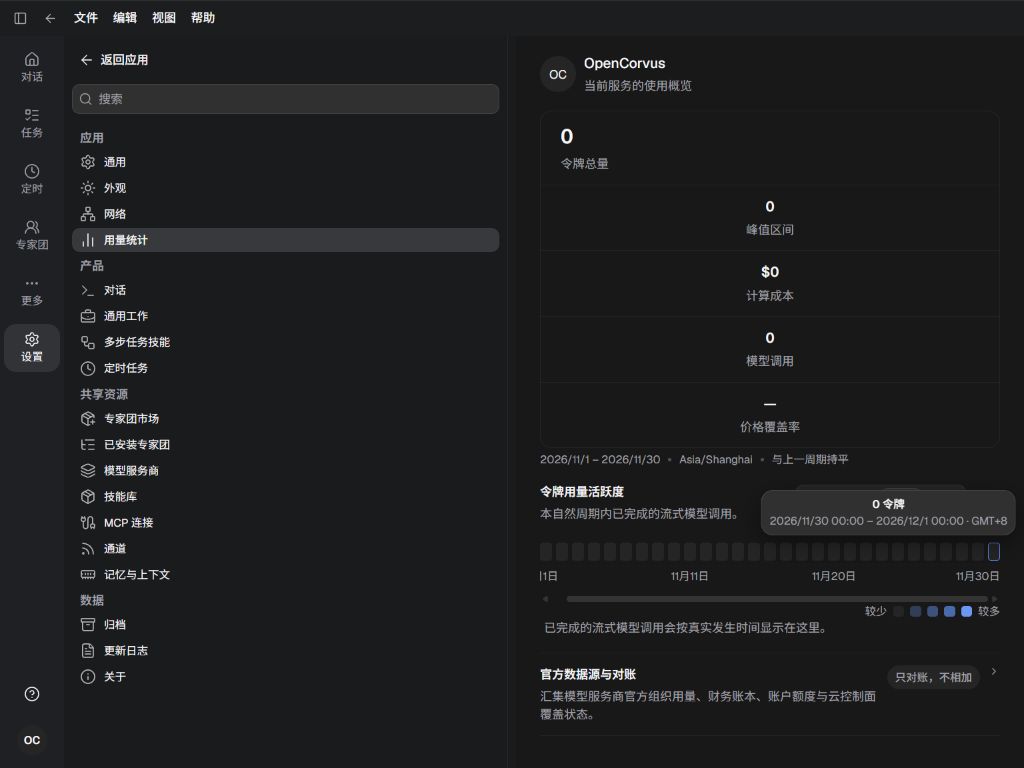 文件 编辑 视图 帮助
对话
任务
定时
专家团
更多
设置
OC
返回应用
搜索
应用
通用
外观
网络
用量统计
产品
对话
通用工作
多步任务技能
定时任务
共享资源
专家团市场
已安装专家团
模型服务商
技能库
MCP 连接
通道
记忆与上下文
数据
归档
更新日志
关于
OC
OpenCorvus
当前服务的使用概览
0
令牌总量
0
峰值区间
$0
计算成本
0
模型调用
—
价格覆盖率
2026/11/1 – 2026/11/30 • Asia/Shanghai • 与上一周期持平
令牌用量活跃度
本自然周期内已完成的流式模型调用。
0 令牌
2026/11/30 00:00 – 2026/12/1 00:00 · GMT+8
1日 11月11日 11月20日 11月30日
较少 较多
已完成的流式模型调用会按真实发生时间显示在这里。
官方数据源与对账
只对账，不相加
汇集模型服务商官方组织用量、财务账本、账户额度与云控制面
覆盖状态。